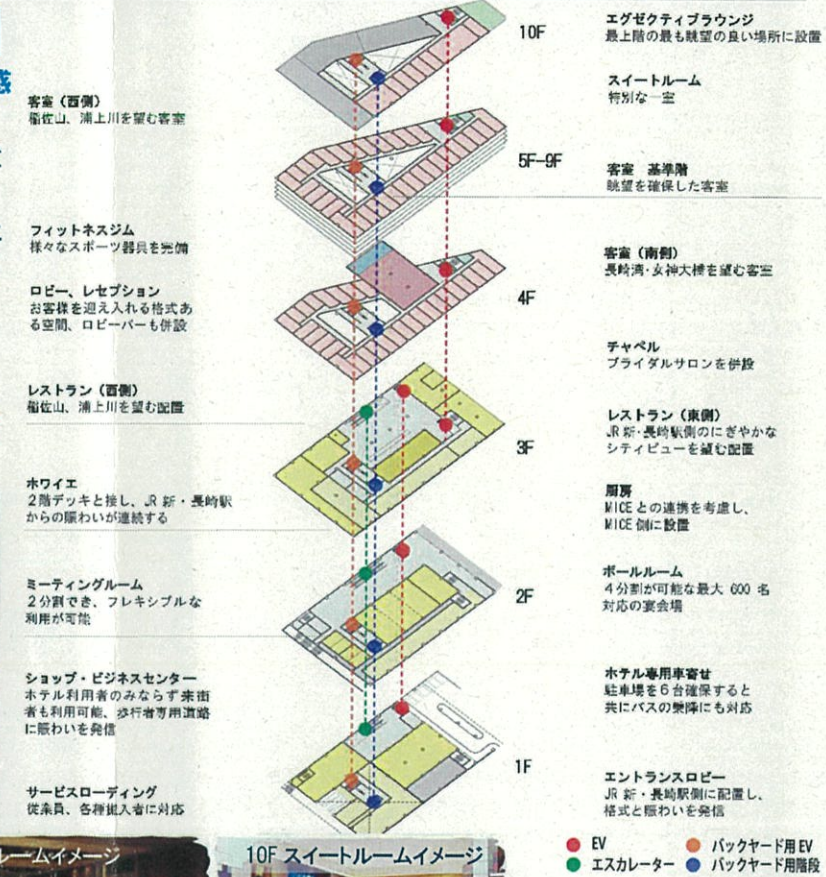 感
客室（西側）
稲佐山、浦上川を望む客室
フィットネスジム
様々なスポーツ器具を完備
ロビー、レセプション
お客様を迎え入れる格式あ
る空間、ロビーバーも併設
レストラン（西側）
稲佐山、浦上川を望む配置
ホワイエ
2階デッキと接し、JR 新・長崎駅
からの賑わいが連続する
ミーティングルーム
2分割でき、フレキシブルな
利用が可能
ショップ・ビジネスセンター
ホテル利用者のみならず来街
者も利用可能、歩行者専用道路
に賑わいを発信
サービスローディング
従業員、各種搬入者に対応
10F
5F-9F
4F
3F
2F
1F
エグゼクティブラウンジ
最上階の最も眺望の良い場所に設置
スイートルーム
特別な一室
客室　基準階
眺望を確保した客室
客室（南側）
長崎湾・女神大橋を望む客室
チャペル
ブライダルサロンを併設
レストラン（東側）
JR 新・長崎駅側のにぎやかな
シティビューを望む配置
厨房
MICE との連携を考慮し、
MICE 側に設置
ボールルーム
4分割が可能な最大 600 名
対応の宴会場
ホテル専用車寄せ
駐車場を6台確保すると
共にバスの乗降にも対応
エントランスロビー
JR 新・長崎駅側に配置し、
格式と賑わいを発信
EV
バックヤード用 EV
エスカレーター
バックヤード用階段
ルームイメージ
10F スイートルームイメージ